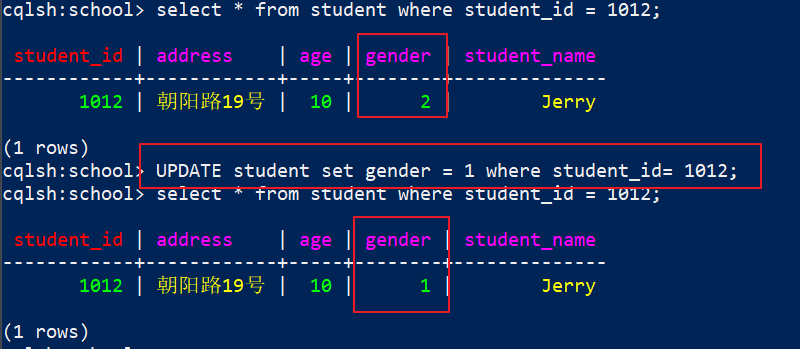 cqlsh:school> select * from student where student_id = 1012;
student_id | address | age | gender | student_name
------------+-----------+-----+--------+--------------
1012 | 朝阳路19号 | 10 | 2 | Jerry
(1 rows)
cqlsh:school> UPDATE student set gender = 1 where student_id= 1012;
cqlsh:school> select * from student where student_id = 1012;
student_id | address | age | gender | student_name
------------+-----------+-----+--------+--------------
1012 | 朝阳路19号 | 10 | 1 | Jerry
(1 rows)